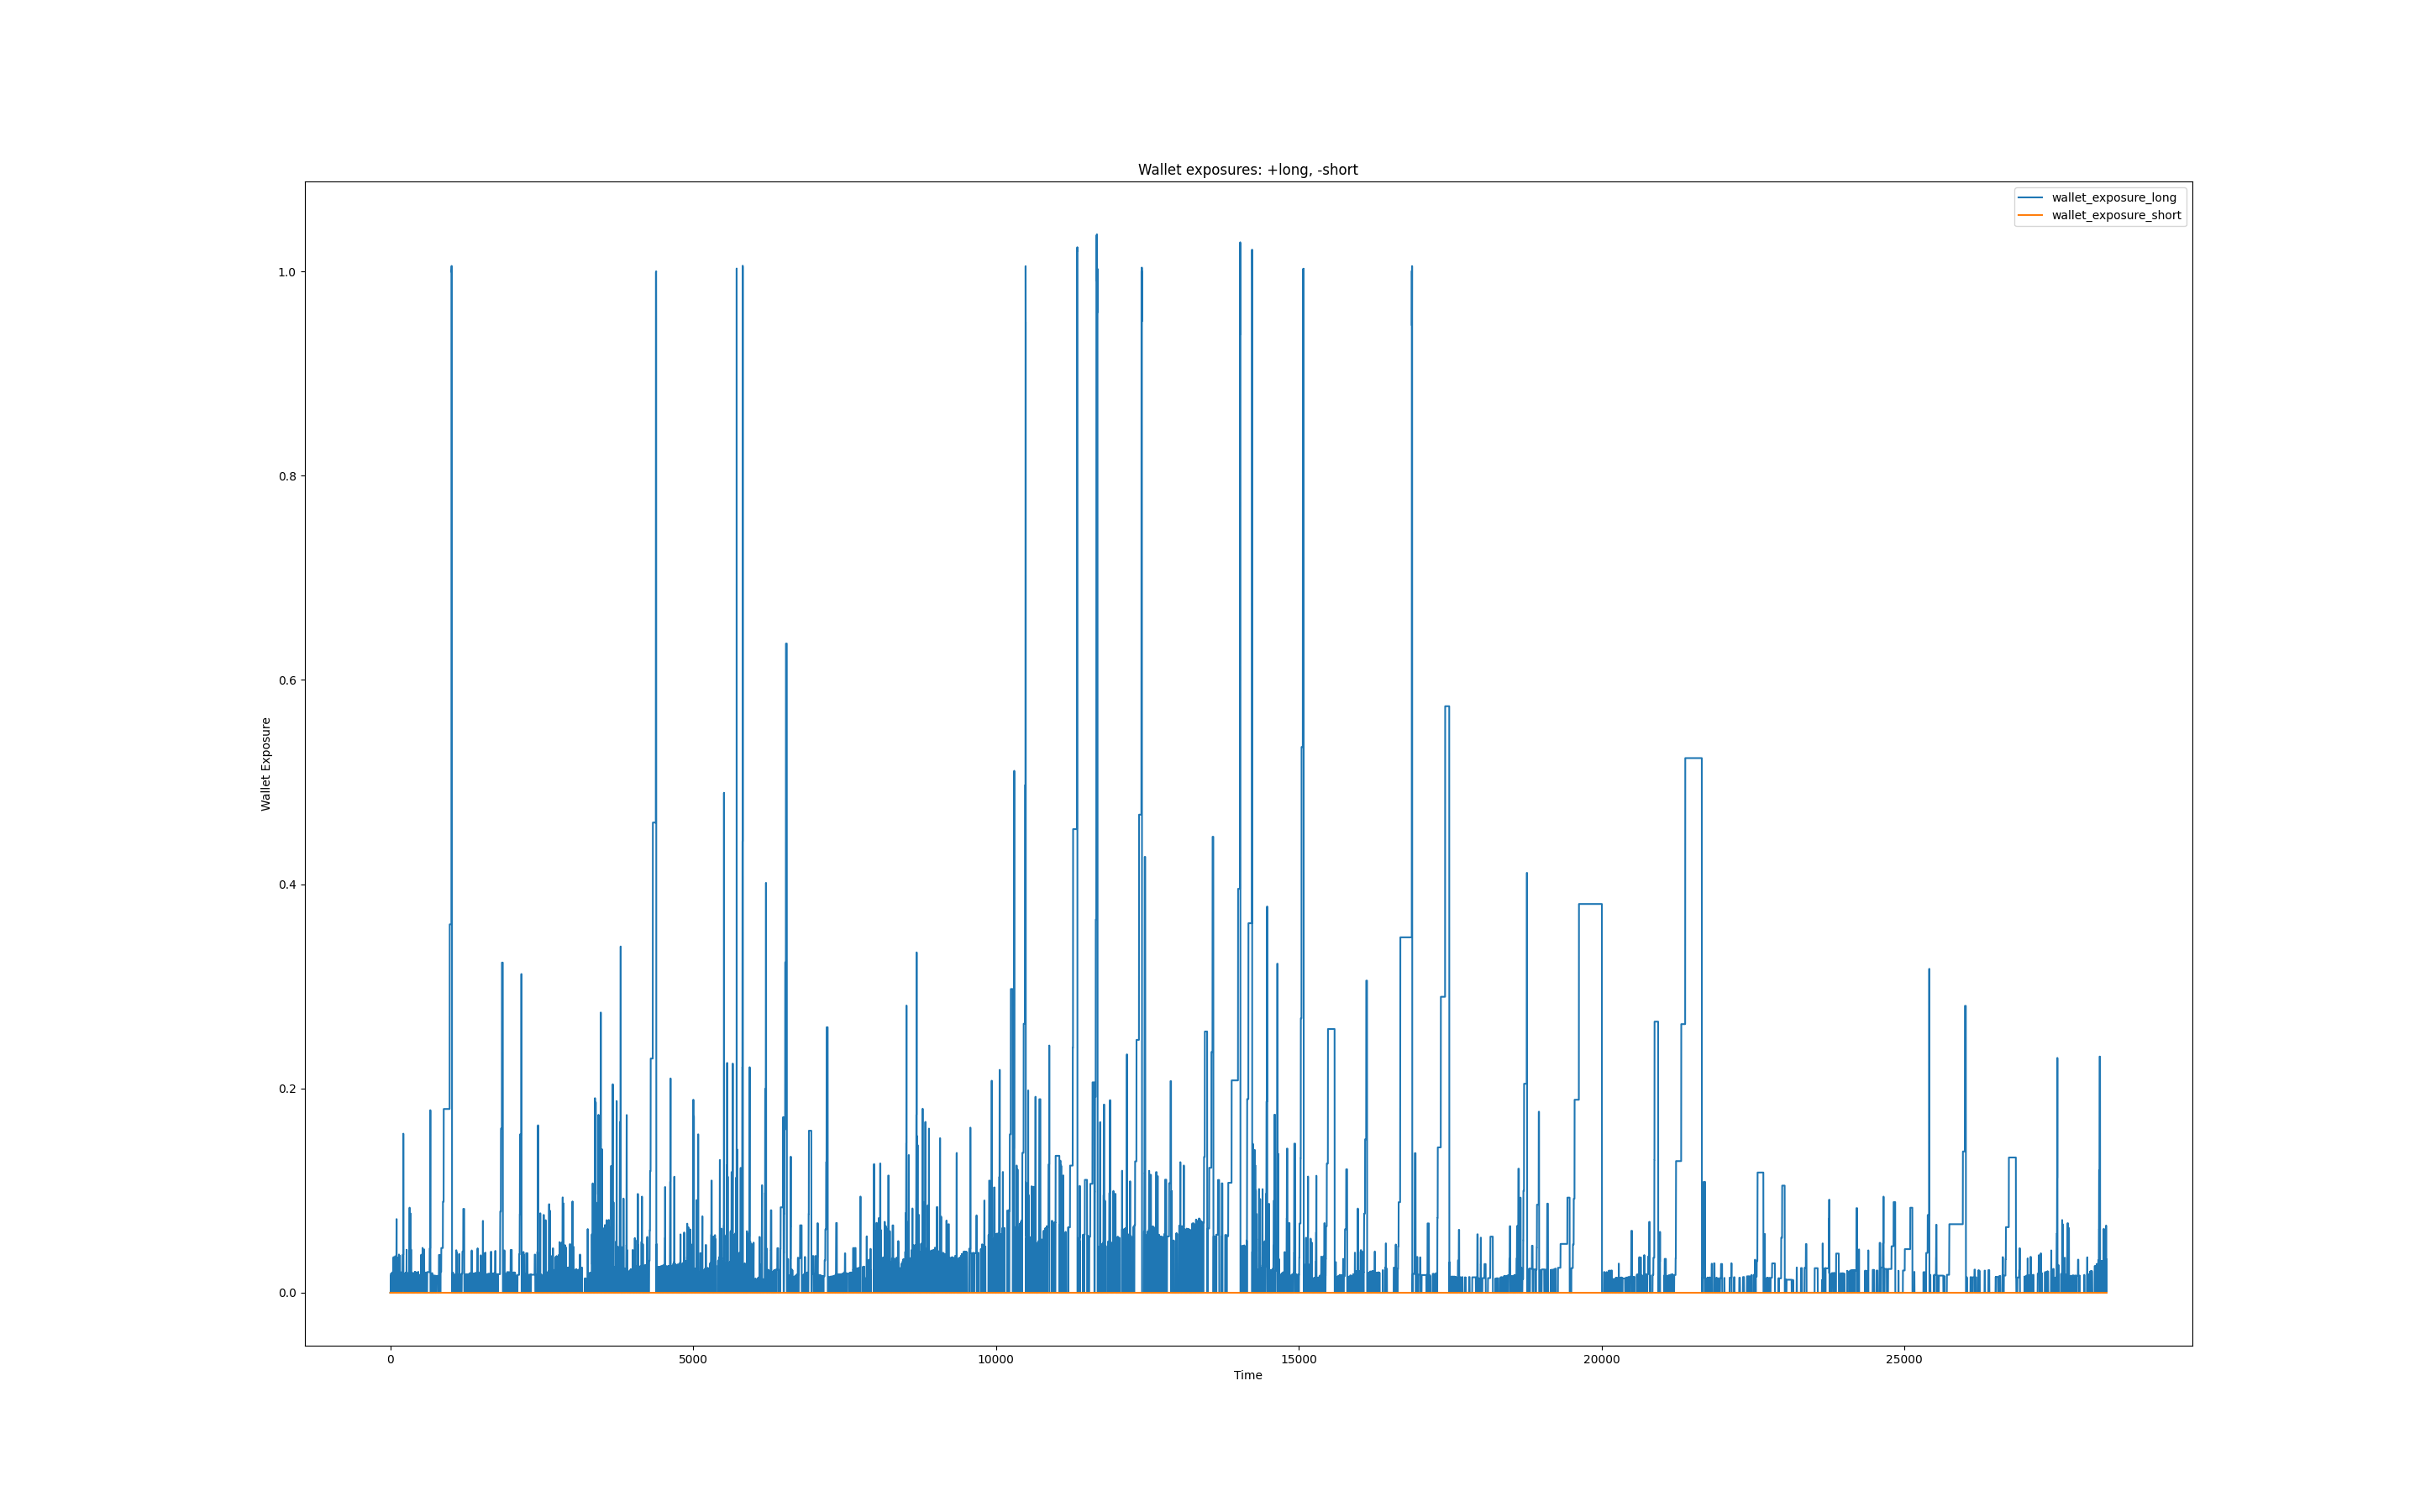 Wallet exposures: +long, -short
wallet_exposure_long
wallet_exposure_short
1.0
0.8
0.6
0.4
0.2
0.0
Wallet Exposure
0 5000 10000 15000 20000 25000
Time